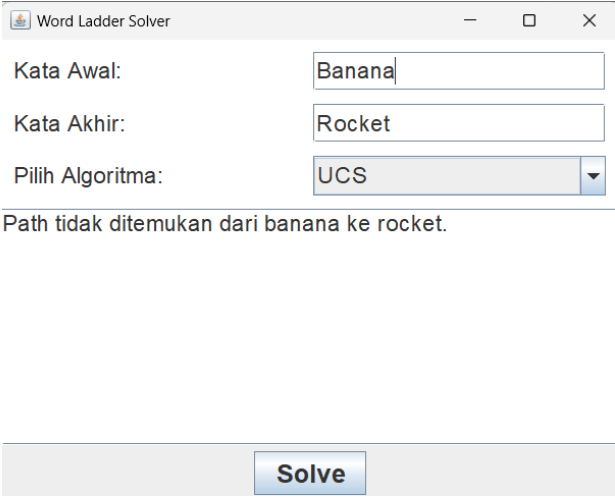 Word Ladder Solver
Kata Awal: Banana
Kata Akhir: Rocket
Pilih Algoritma: UCS
Path tidak ditemukan dari banana ke rocket.
Solve